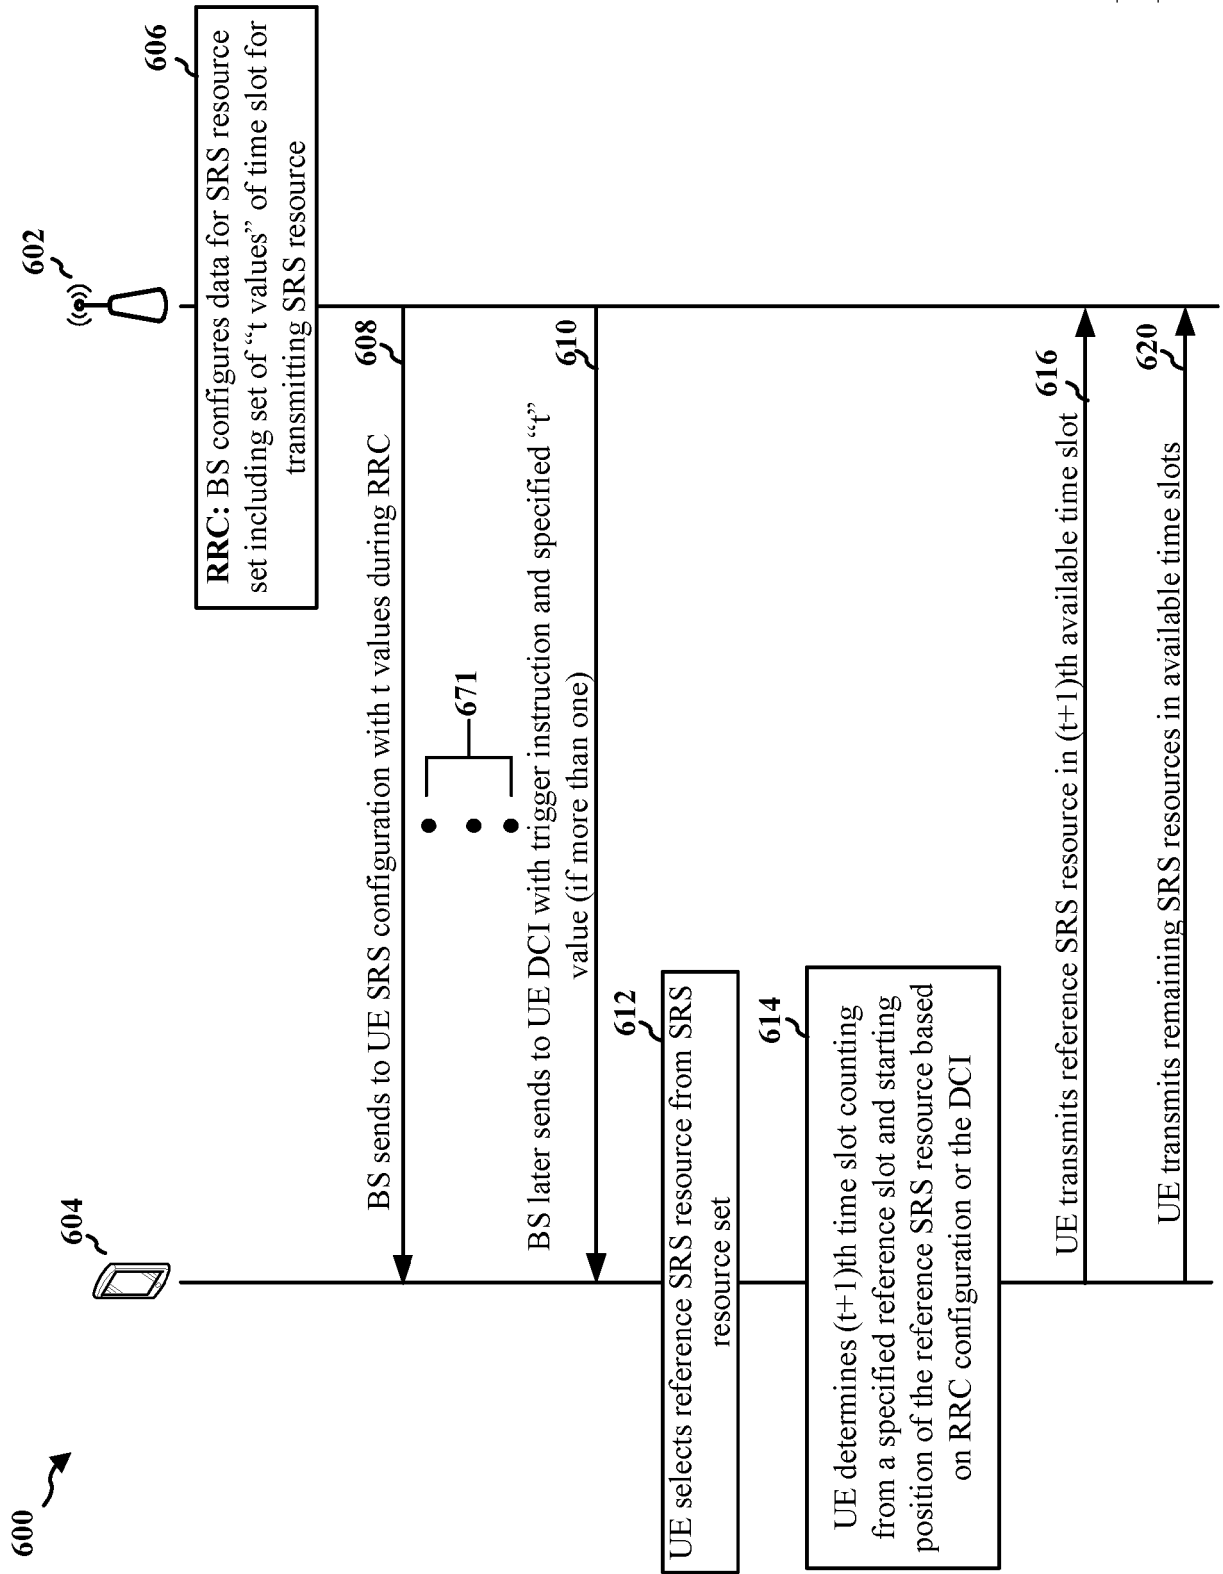 600
604
602
606
RRC: BS configures data for SRS resource
set including set of “t values” of time slot for
transmitting SRS resource
BS sends to UE SRS configuration with t values during RRC
608
671
BS later sends to UE DCI with trigger instruction and specified “t”
value (if more than one)
610
612
UE selects reference SRS resource from SRS
resource set
614
UE determines (t+1)th time slot counting
from a specified reference slot and starting
position of the reference SRS resource based
on RRC configuration or the DCI
UE transmits reference SRS resource in (t+1)th available time slot
616
UE transmits remaining SRS resources in available time slots
620